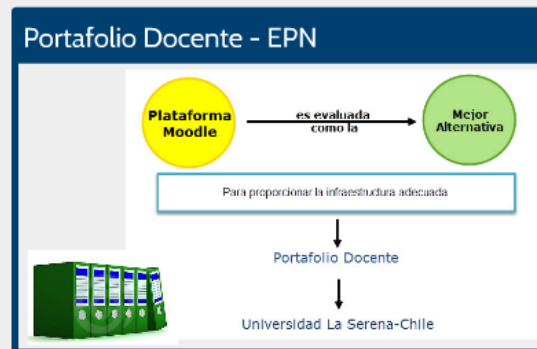 Portafolio Docente - EPN
Plataforma
Moodle
es evaluada
como la
Mejor
Alternativa
Para proporcionar la infraestructura adecuada
Portafolio Docente
Universidad La Serena-Chile